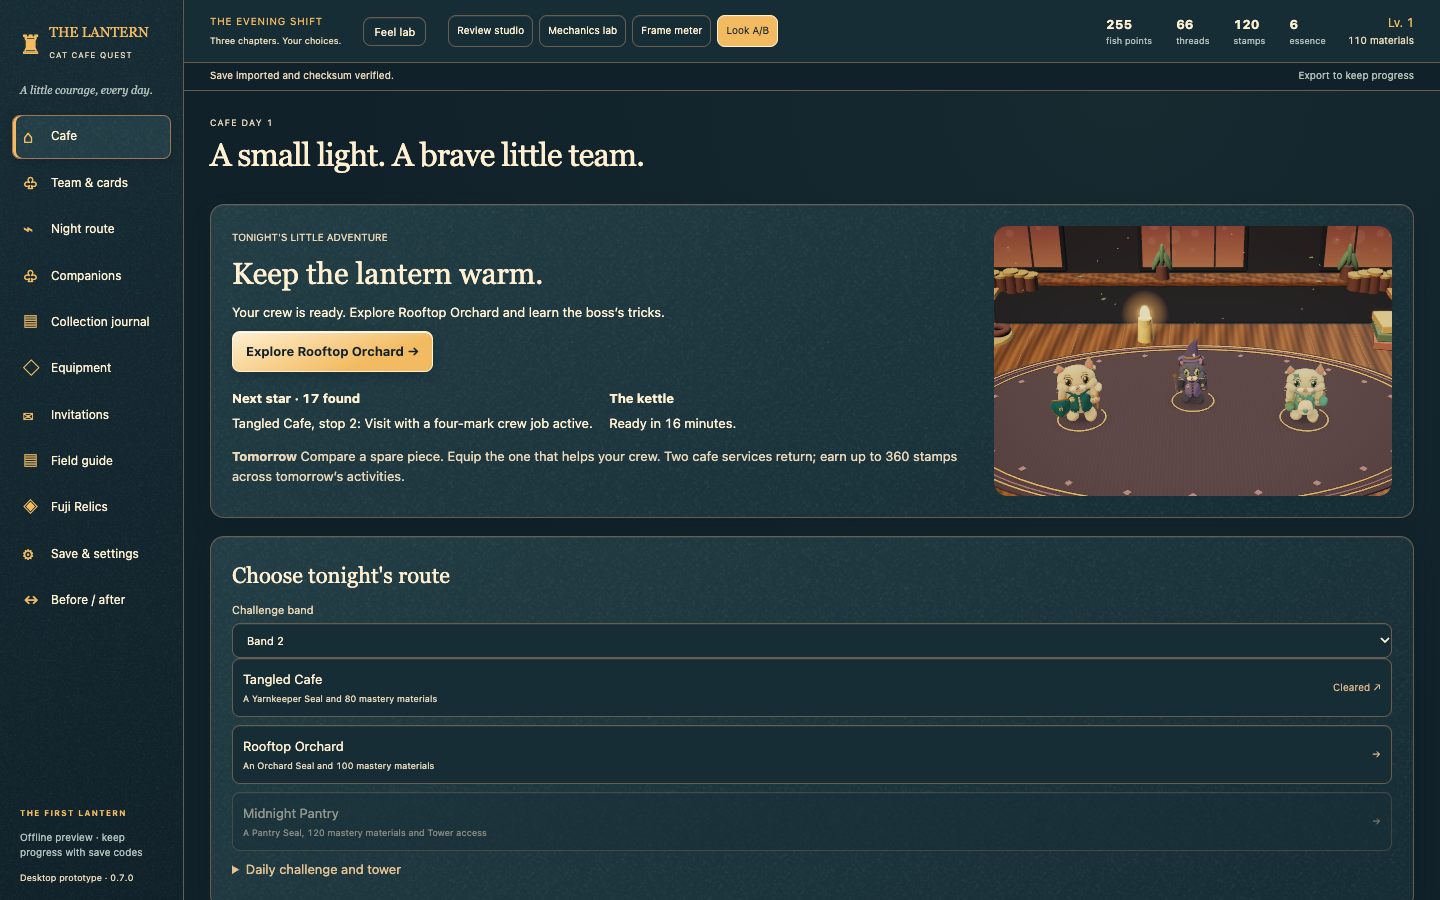 THE LANTERN
CAT CAFE QUEST
A little courage, every day.
Cafe
Team & cards
Night route
Companions
Collection journal
Equipment
Invitations
Field guide
Fuji Relics
Save & settings
Before / after
THE FIRST LANTERN
Offline preview · keep
progress with save codes
Desktop prototype · 0.7.0
THE EVENING SHIFT
Three chapters. Your choices.
Feel lab
Review studio
Mechanics lab
Frame meter
Look A/B
255
fish points
66
threads
120
stamps
6
essence
Lv. 1
110 materials
Save imported and checksum verified.
Export to keep progress
CAFE DAY 1
A small light. A brave little team.
TONIGHT'S LITTLE ADVENTURE
Keep the lantern warm.
Your crew is ready. Explore Rooftop Orchard and learn the boss's tricks.
Explore Rooftop Orchard →
Next star · 17 found
Tangled Cafe, stop 2: Visit with a four-mark crew job active.
The kettle
Ready in 16 minutes.
Tomorrow Compare a spare piece. Equip the one that helps your crew. Two cafe services return; earn up to 360 stamps
across tomorrow's activities.
Choose tonight's route
Challenge band
Band 2
Tangled Cafe
A Yarnkeeper Seal and 80 mastery materials
Cleared ↗
Rooftop Orchard
An Orchard Seal and 100 mastery materials
→
Midnight Pantry
A Pantry Seal, 120 mastery materials and Tower access
→
Daily challenge and tower